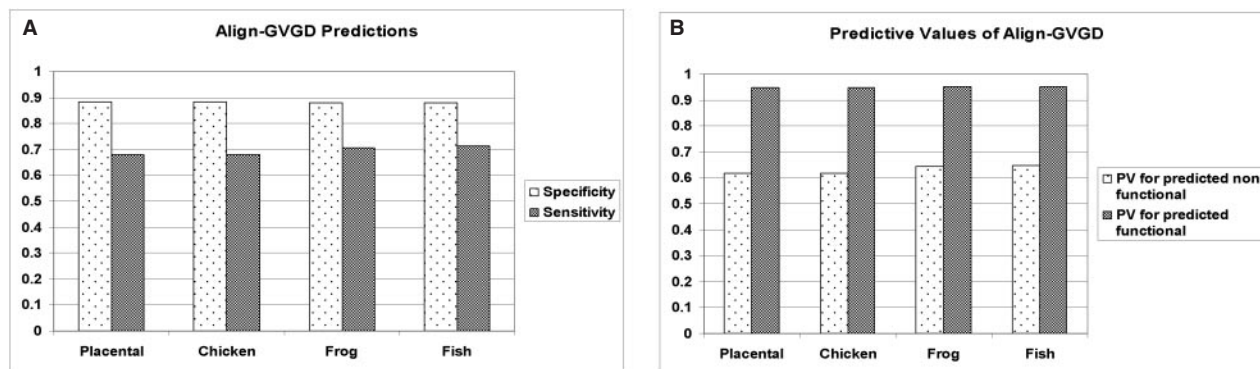 A
Align-GVGD Predictions
1
0.9
0.8
0.7
0.6
0.5
0.4
0.3
0.2
0.1
0
Placental Chicken Frog Fish
Specificity
Sensitivity
B
Predictive Values of Align-GVGD
1
0.9
0.8
0.7
0.6
0.5
0.4
0.3
0.2
0.1
0
Placental Chicken Frog Fish
PV for predicted non
functional
PV for predicted
functional